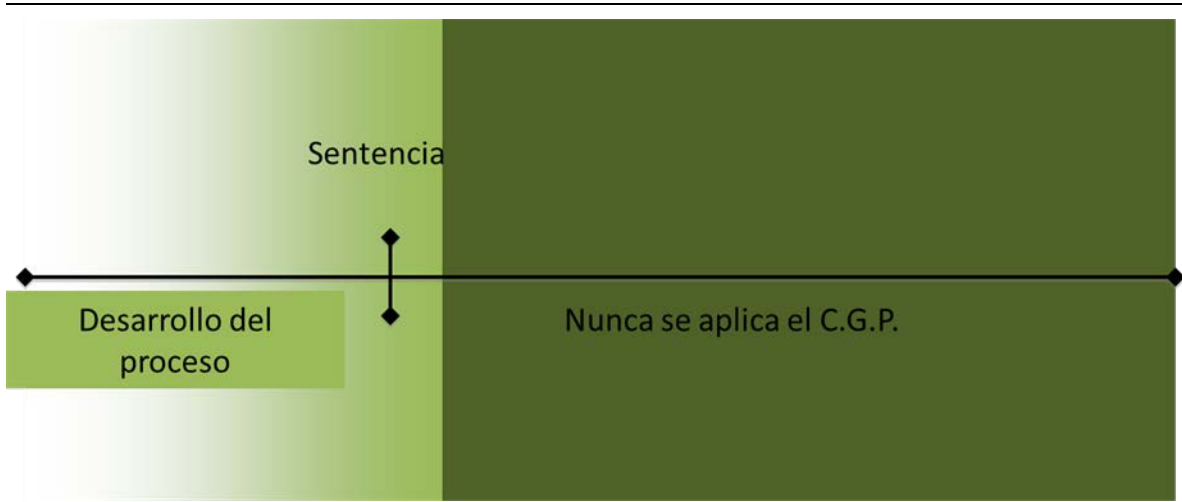 Sentencia
Desarrollo del
proceso
Nunca se aplica el C.G.P.